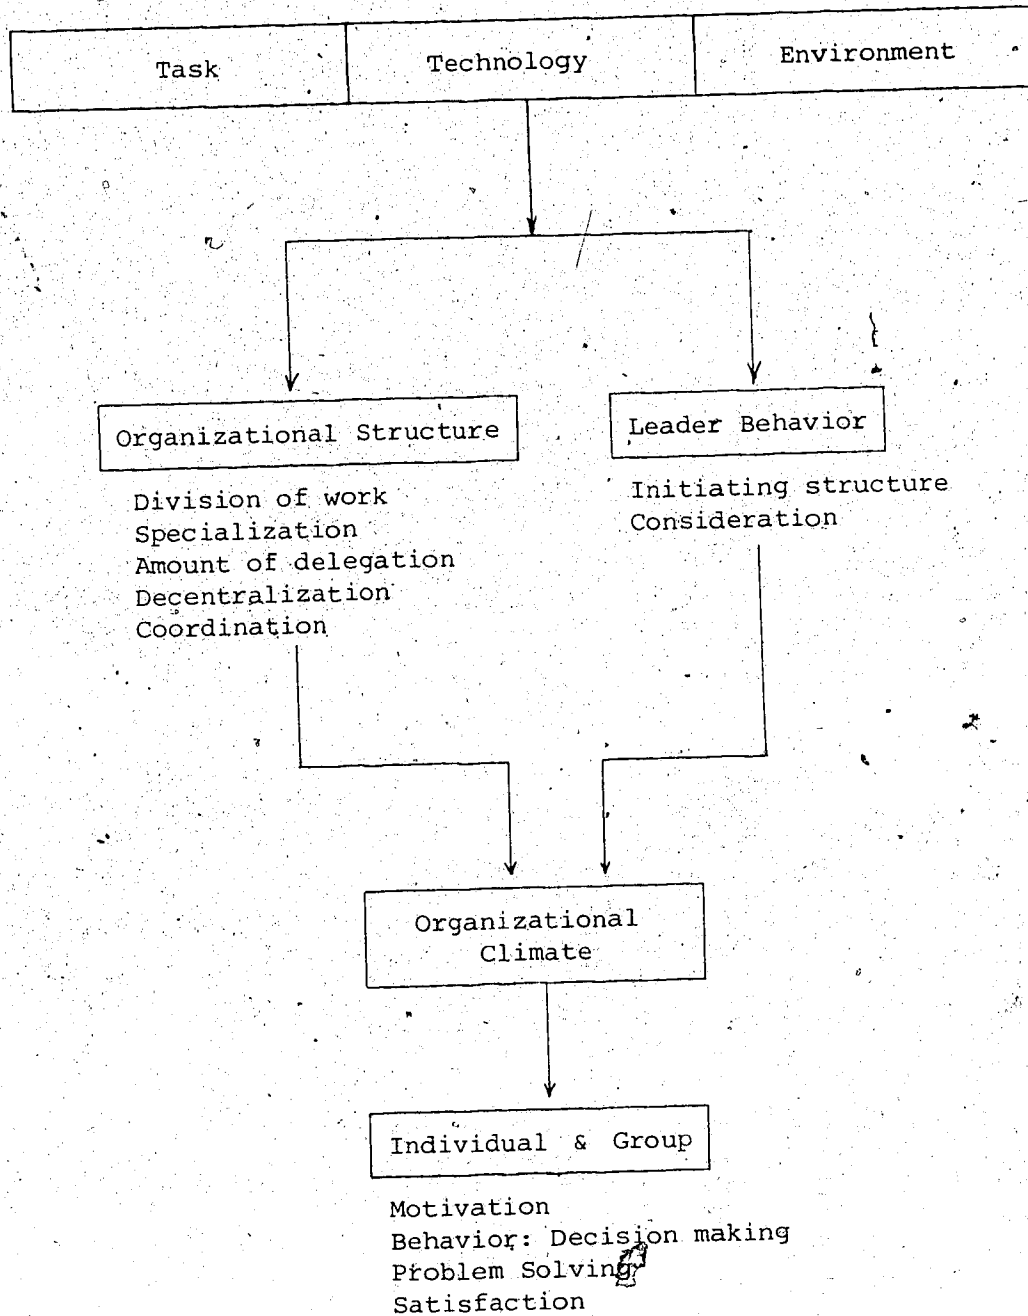 Task
Technology
Environment
Organizational Structure
Leader Behavior
Division of work
Specialization
Amount of delegation
Decentralization
Coordination
Initiating structure
Consideration
Organizational
Climate
Individual & Group
Motivation
Behavior: Decision making
Problem Solving
Satisfaction